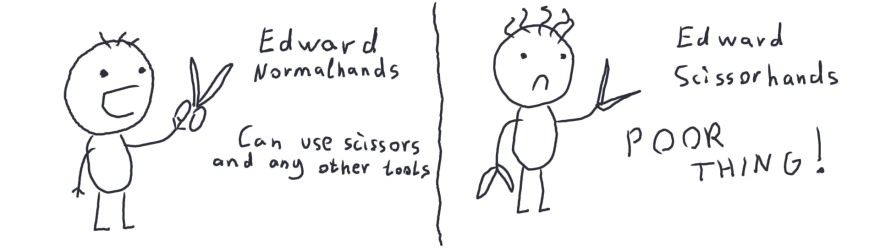 Edward
Normalhands
Can use scissors
and any other tools
Edward
Scissorhands
POOR
THING!